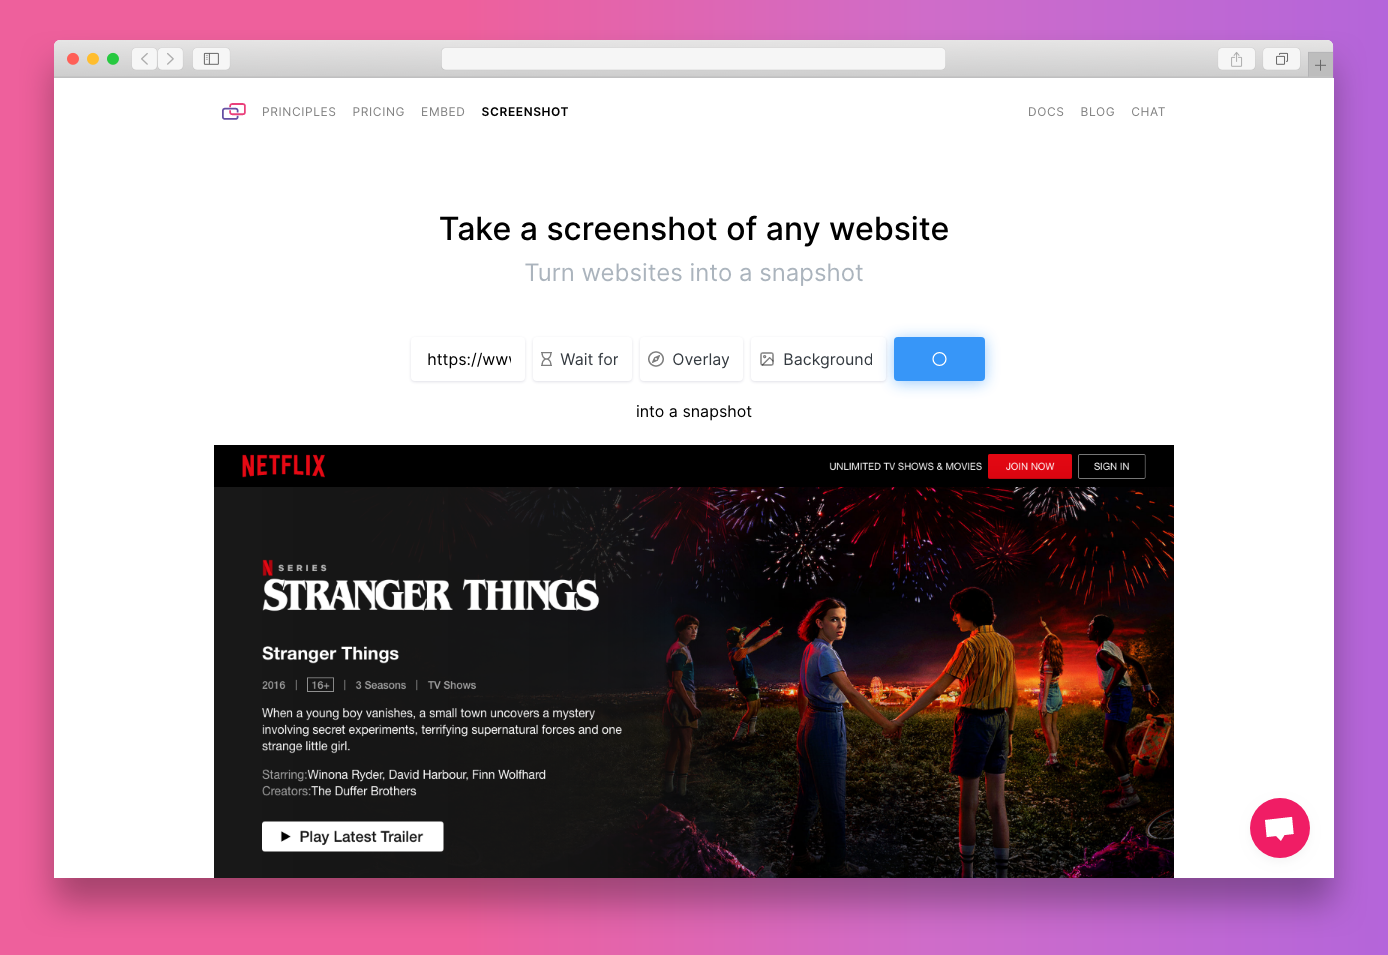 PRINCIPLES PRICING EMBED SCREENSHOT DOCS BLOG CHAT
Take a screenshot of any website
Turn websites into a snapshot
https://www Wait for Overlay Background
into a snapshot
NETFLIX UNLIMITED TV SHOWS & MOVIES JOIN NOW SIGN IN
N SERIES
STRANGER THINGS
Stranger Things
2016 | 16+ | 3 Seasons | TV Shows
When a young boy vanishes, a small town uncovers a mystery
involving secret experiments, terrifying supernatural forces and one
strange little girl.
Starring:Winona Ryder, David Harbour, Finn Wolfhard
Creators:The Duffer Brothers
Play Latest Trailer